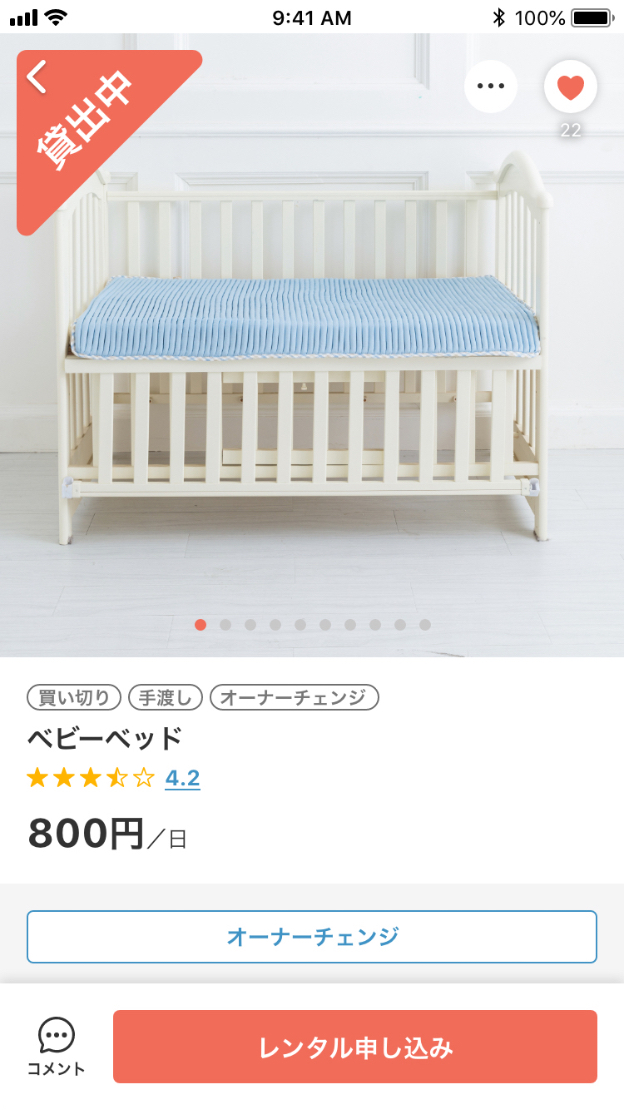 9:41 AM
100%
貸出中
22
買い切り 手渡し オーナーチェンジ
ベビーベッド
4.2
800円／日
オーナーチェンジ
コメント
レンタル申し込み